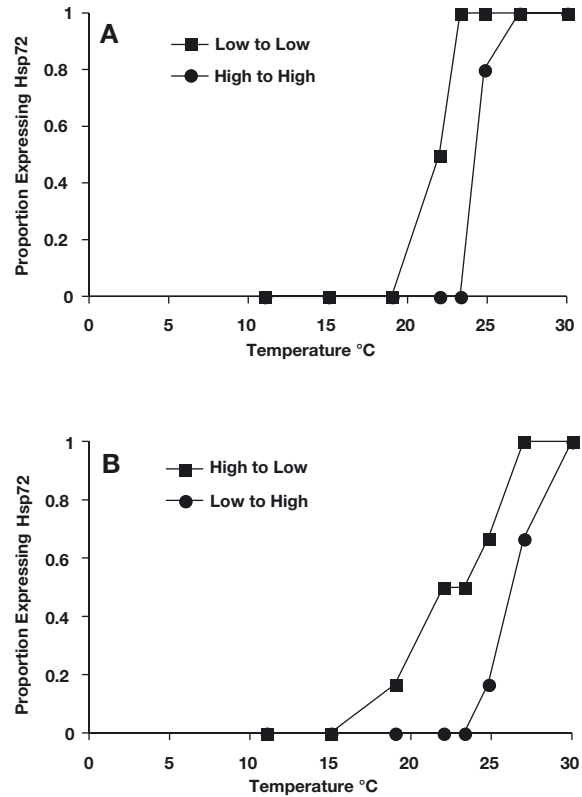 A
Low to Low
High to High
Proportion Expressing Hsp72
1
0.8
0.6
0.4
0.2
0
0 5 10 15 20 25 30
Temperature °C
B
High to Low
Low to High
Proportion Expressing Hsp72
1
0.8
0.6
0.4
0.2
0
0 5 10 15 20 25 30
Temperature °C